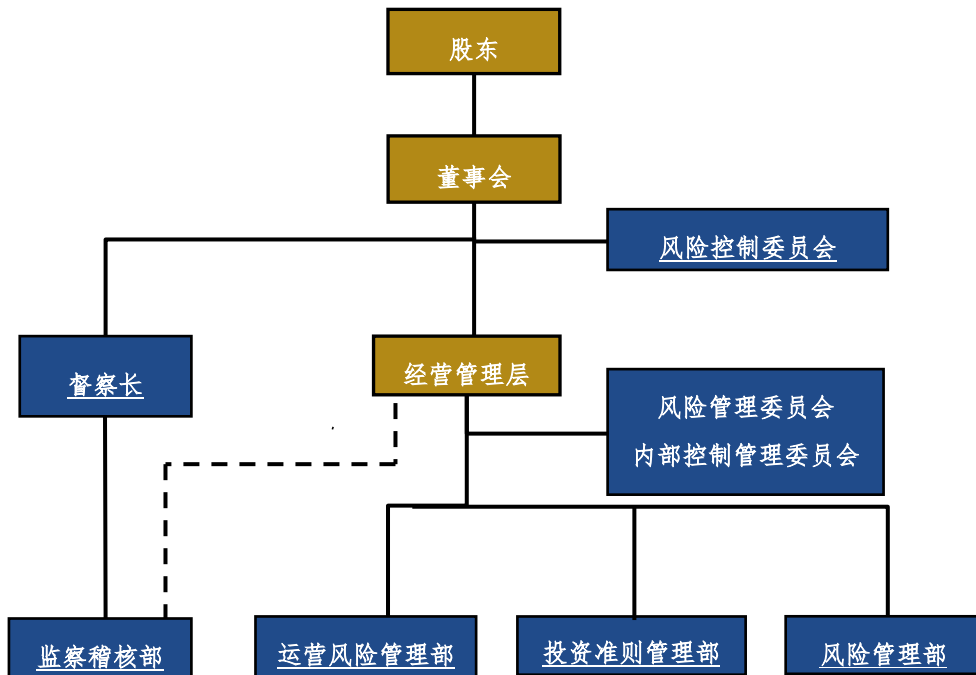 股东
董事会
风险控制委员会
督察长
经营管理层
风险管理委员会
内部控制管理委员会
监察稽核部
运营风险管理部
投资准则管理部
风险管理部